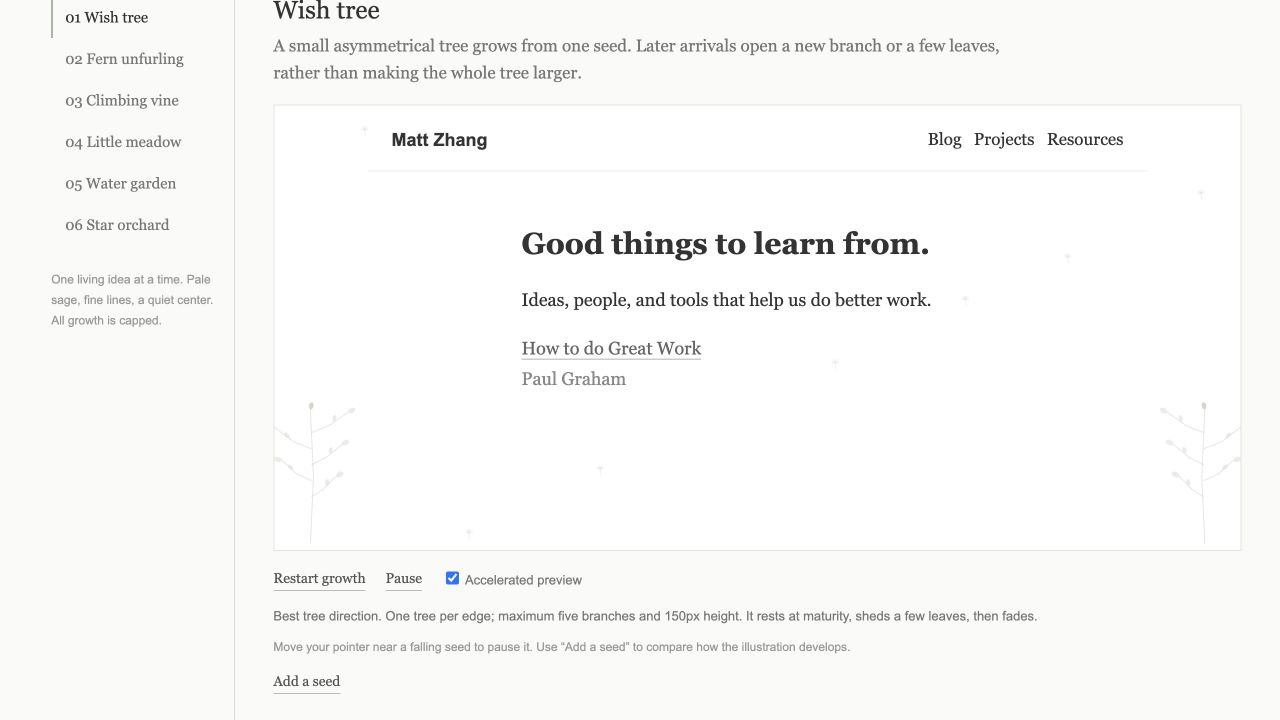 01 Wish tree
02 Fern unfurling
03 Climbing vine
04 Little meadow
05 Water garden
06 Star orchard
One living idea at a time. Pale
sage, fine lines, a quiet center.
All growth is capped.
Wish tree
A small asymmetrical tree grows from one seed. Later arrivals open a new branch or a few leaves,
rather than making the whole tree larger.
Matt Zhang
Blog Projects Resources
Good things to learn from.
Ideas, people, and tools that help us do better work.
How to do Great Work
Paul Graham
Restart growth Pause Accelerated preview
Best tree direction. One tree per edge; maximum five branches and 150px height. It rests at maturity, sheds a few leaves, then fades.
Move your pointer near a falling seed to pause it. Use “Add a seed” to compare how the illustration develops.
Add a seed